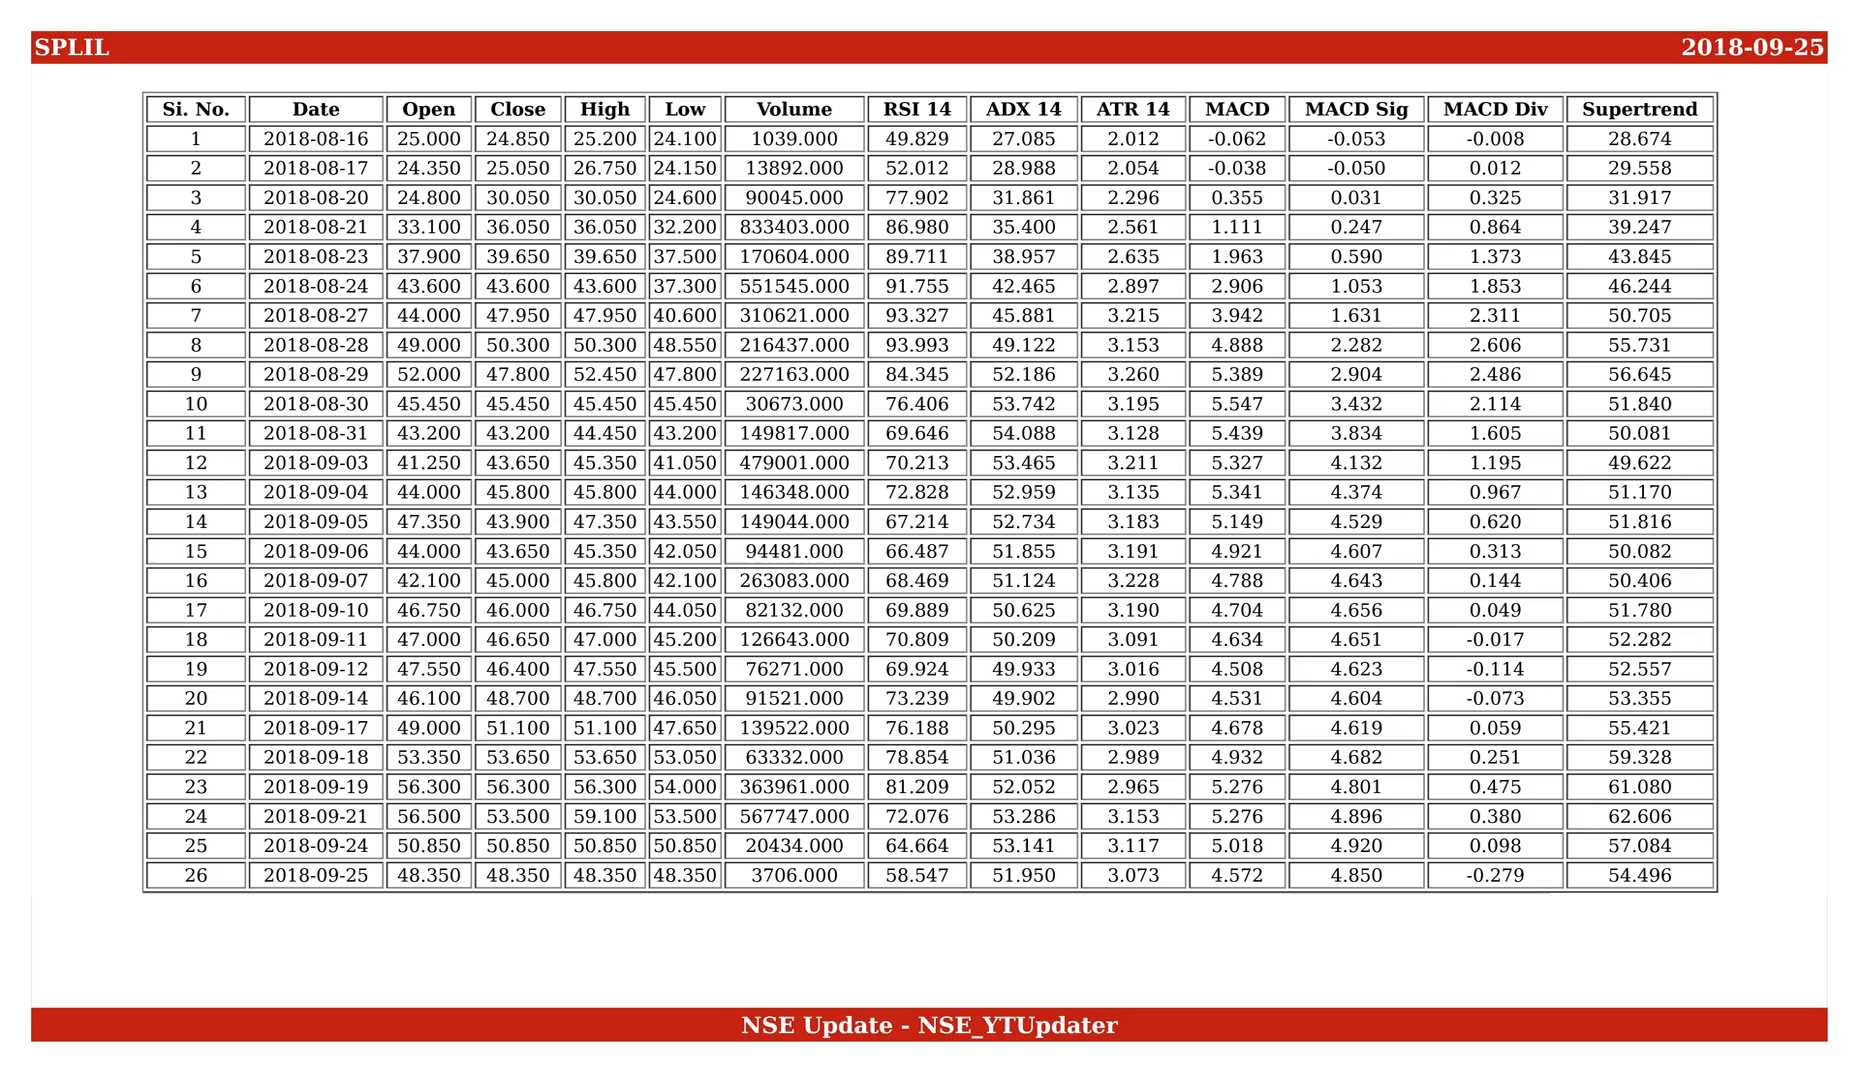 SPLIL 2018-09-25
Si. No. Date Open Close High Low Volume RSI 14 ADX 14 ATR 14 MACD MACD Sig MACD Div Supertrend
1 2018-08-16 25.000 24.850 25.200 24.100 1039.000 49.829 27.085 2.012 -0.062 -0.053 -0.008 28.674
2 2018-08-17 24.350 25.050 26.750 24.150 13892.000 52.012 28.988 2.054 -0.038 -0.050 0.012 29.558
3 2018-08-20 24.800 30.050 30.050 24.600 90045.000 77.902 31.861 2.296 0.355 0.031 0.325 31.917
4 2018-08-21 33.100 36.050 36.050 32.200 833403.000 86.980 35.400 2.561 1.111 0.247 0.864 39.247
5 2018-08-23 37.900 39.650 39.650 37.500 170604.000 89.711 38.957 2.635 1.963 0.590 1.373 43.845
6 2018-08-24 43.600 43.600 43.600 37.300 551545.000 91.755 42.465 2.897 2.906 1.053 1.853 46.244
7 2018-08-27 44.000 47.950 47.950 40.600 310621.000 93.327 45.881 3.215 3.942 1.631 2.311 50.705
8 2018-08-28 49.000 50.300 50.300 48.550 216437.000 93.993 49.122 3.153 4.888 2.282 2.606 55.731
9 2018-08-29 52.000 47.800 52.450 47.800 227163.000 84.345 52.186 3.260 5.389 2.904 2.486 56.645
10 2018-08-30 45.450 45.450 45.450 45.450 30673.000 76.406 53.742 3.195 5.547 3.432 2.114 51.840
11 2018-08-31 43.200 43.200 44.450 43.200 149817.000 69.646 54.088 3.128 5.439 3.834 1.605 50.081
12 2018-09-03 41.250 43.650 45.350 41.050 479001.000 70.213 53.465 3.211 5.327 4.132 1.195 49.622
13 2018-09-04 44.000 45.800 45.800 44.000 146348.000 72.828 52.959 3.135 5.341 4.374 0.967 51.170
14 2018-09-05 47.350 43.900 47.350 43.550 149044.000 67.214 52.734 3.183 5.149 4.529 0.620 51.816
15 2018-09-06 44.000 43.650 45.350 42.050 94481.000 66.487 51.855 3.191 4.921 4.607 0.313 50.082
16 2018-09-07 42.100 45.000 45.800 42.100 263083.000 68.469 51.124 3.228 4.788 4.643 0.144 50.406
17 2018-09-10 46.750 46.000 46.750 44.050 82132.000 69.889 50.625 3.190 4.704 4.656 0.049 51.780
18 2018-09-11 47.000 46.650 47.000 45.200 126643.000 70.809 50.209 3.091 4.634 4.651 -0.017 52.282
19 2018-09-12 47.550 46.400 47.550 45.500 76271.000 69.924 49.933 3.016 4.508 4.623 -0.114 52.557
20 2018-09-14 46.100 48.700 48.700 46.050 91521.000 73.239 49.902 2.990 4.531 4.604 -0.073 53.355
21 2018-09-17 49.000 51.100 51.100 47.650 139522.000 76.188 50.295 3.023 4.678 4.619 0.059 55.421
22 2018-09-18 53.350 53.650 53.650 53.050 63332.000 78.854 51.036 2.989 4.932 4.682 0.251 59.328
23 2018-09-19 56.300 56.300 56.300 54.000 363961.000 81.209 52.052 2.965 5.276 4.801 0.475 61.080
24 2018-09-21 56.500 53.500 59.100 53.500 567747.000 72.076 53.286 3.153 5.276 4.896 0.380 62.606
25 2018-09-24 50.850 50.850 50.850 50.850 20434.000 64.664 53.141 3.117 5.018 4.920 0.098 57.084
26 2018-09-25 48.350 48.350 48.350 48.350 3706.000 58.547 51.950 3.073 4.572 4.850 -0.279 54.496
NSE Update - NSE_YTUpdater